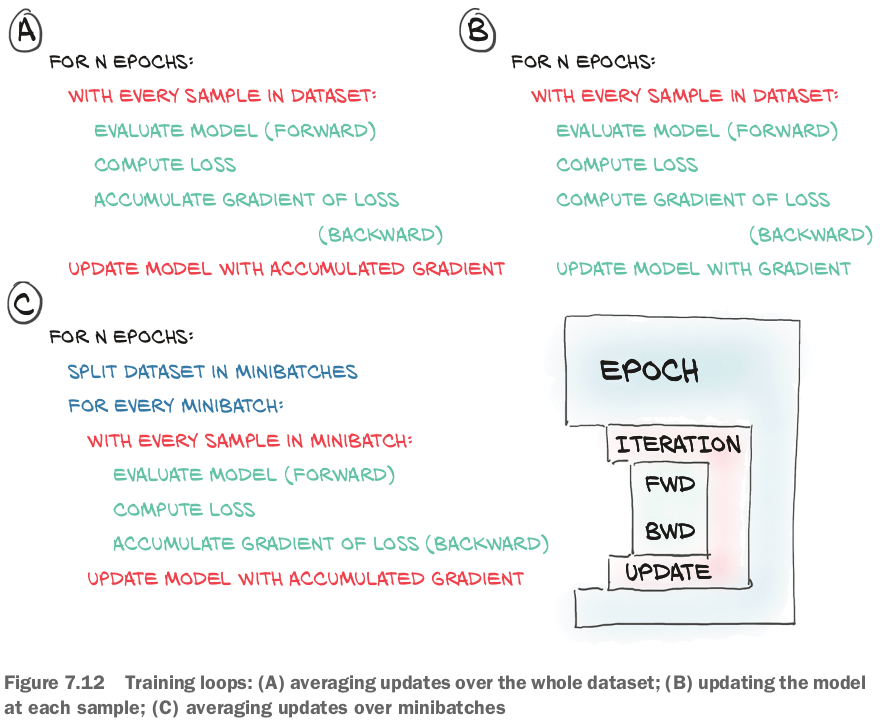 A
FOR N EPOCHS:
WITH EVERY SAMPLE IN DATASET:
EVALUATE MODEL (FORWARD)
COMPUTE LOSS
ACCUMULATE GRADIENT OF LOSS
(BACKWARD)
UPDATE MODEL WITH ACCUMULATED GRADIENT
B
FOR N EPOCHS:
WITH EVERY SAMPLE IN DATASET:
EVALUATE MODEL (FORWARD)
COMPUTE LOSS
COMPUTE GRADIENT OF LOSS
(BACKWARD)
UPDATE MODEL WITH GRADIENT
C
FOR N EPOCHS:
SPLIT DATASET IN MINIBATCHES
FOR EVERY MINIBATCH:
WITH EVERY SAMPLE IN MINIBATCH:
EVALUATE MODEL (FORWARD)
COMPUTE LOSS
ACCUMULATE GRADIENT OF LOSS (BACKWARD)
UPDATE MODEL WITH ACCUMULATED GRADIENT
EPOCH
ITERATION
FWD
BWD
UPDATE
Figure 7.12 Training loops: (A) averaging updates over the whole dataset; (B) updating the model
at each sample; (C) averaging updates over minibatches